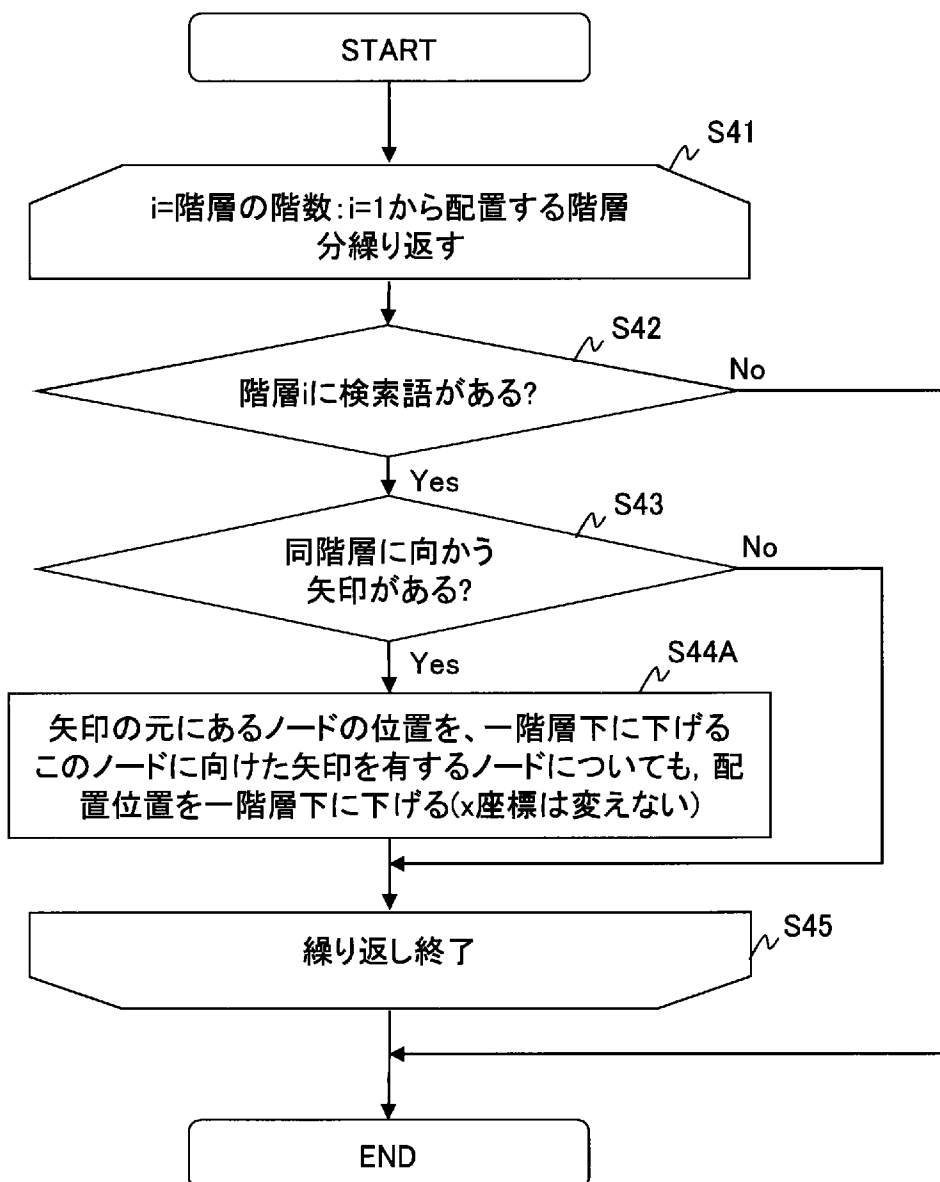 START
S41
i=階層の階数:i=1から配置する階層
分繰り返す
S42
階層iに検索語がある?
No
Yes
S43
同階層に向かう
矢印がある?
No
Yes
S44A
矢印の元にあるノードの位置を、一階層下に下げる
このノードに向けた矢印を有するノードについても, 配
置位置を一階層下に下げる(x座標は変えない)
繰り返し終了
S45
END